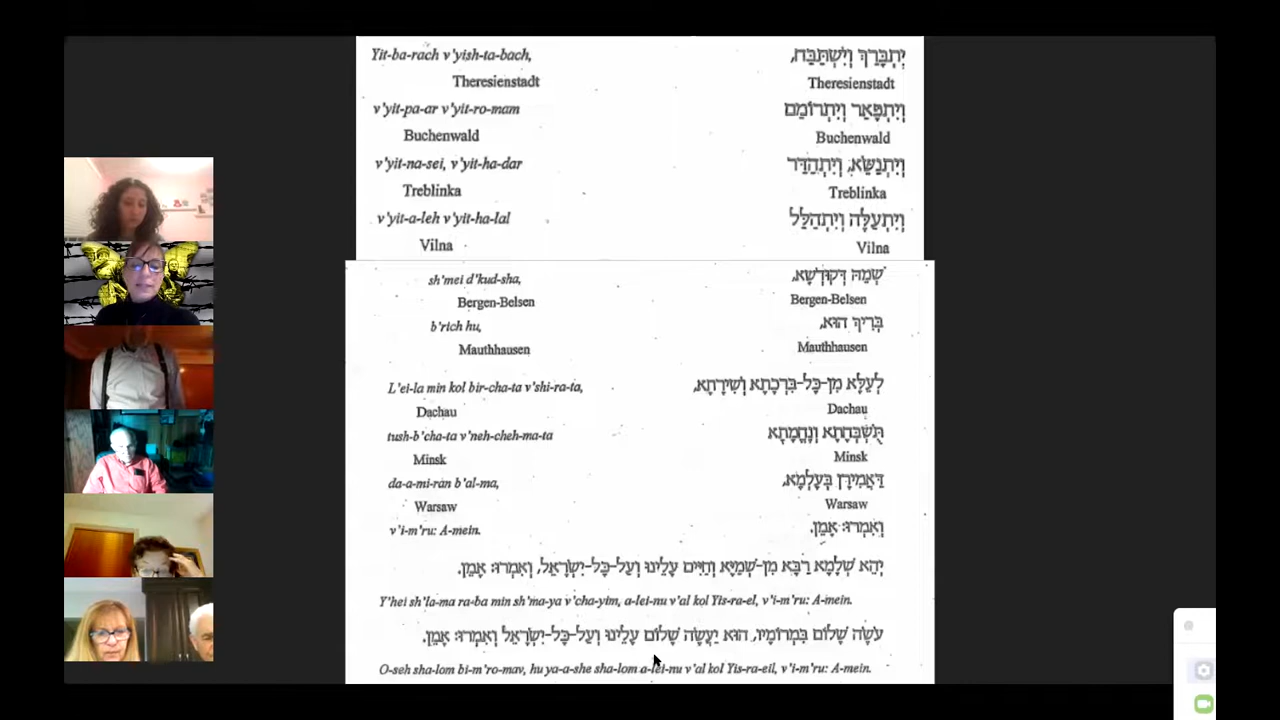 Yit-ba-rach v'yish-ta-bach, יִתְבָּרַךְ וְיִשְׁתַּבַּח,
Theresienstadt Theresienstadt
v'yit-pa-ar v'yit-ro-mam וְיִתְפָּאַר וְיִתְרוֹמַם
Buchenwald Buchenwald
v'yit-na-sei, v'yit-ha-dar וְיִתְנַשֵּׂא, וְיִתְהַדַּר
Treblinka Treblinka
v'yit-a-leh v'yit-ha-lal וְיִתְעַלֶּה וְיִתְהַלַּל
Vilna Vilna
sh'mei d'kud-sha, שְׁמֵהּ דְּקוּדְשָׁא,
Bergen-Belsen Bergen-Belsen
b'rich hu, בְּרִיךְ הוּא,
Mauthhausen Mauthhausen
L'ei-la min kol bir-cha-ta v'shi-ra-ta, לְעֵלָּא מִן-כָּל-בִּרְכָתָא וְשִׁירָתָא,
Dachau Dachau
tush-b'cha-ta v'neh-cheh-ma-ta תֻּשְׁבְּחָתָא וְנֶחֱמָתָא
Minsk Minsk
da-a-mi-ran b'al-ma, דַּאֲמִירָן בְּעָלְמָא,
Warsaw Warsaw
v'i-m'ru: A-mein. וְאִמְרוּ: אָמֵן.
יְהֵא שְׁלָמָא רַבָּא מִן-שְׁמַיָּא וְחַיִּים עָלֵינוּ וְעַל-כָּל-יִשְׂרָאֵל, וְאִמְרוּ: אָמֵן.
Y'hei sh'la-ma ra-ba min sh'ma-ya v'cha-yim, a-lei-nu v'al kol Yis-ra-el, v'i-m'ru: A-mein.
עֹשֶׂה שָׁלוֹם בִּמְרוֹמָיו, הוּא יַעֲשֶׂה שָׁלוֹם עָלֵינוּ וְעַל-כָּל-יִשְׂרָאֵל וְאִמְרוּ: אָמֵן.
O-seh sha-lom bi-m'ro-mav, hu ya-a-she sha-lom a-lei-nu v'al kol Yis-ra-eil, v'i-m'ru: A-mein.